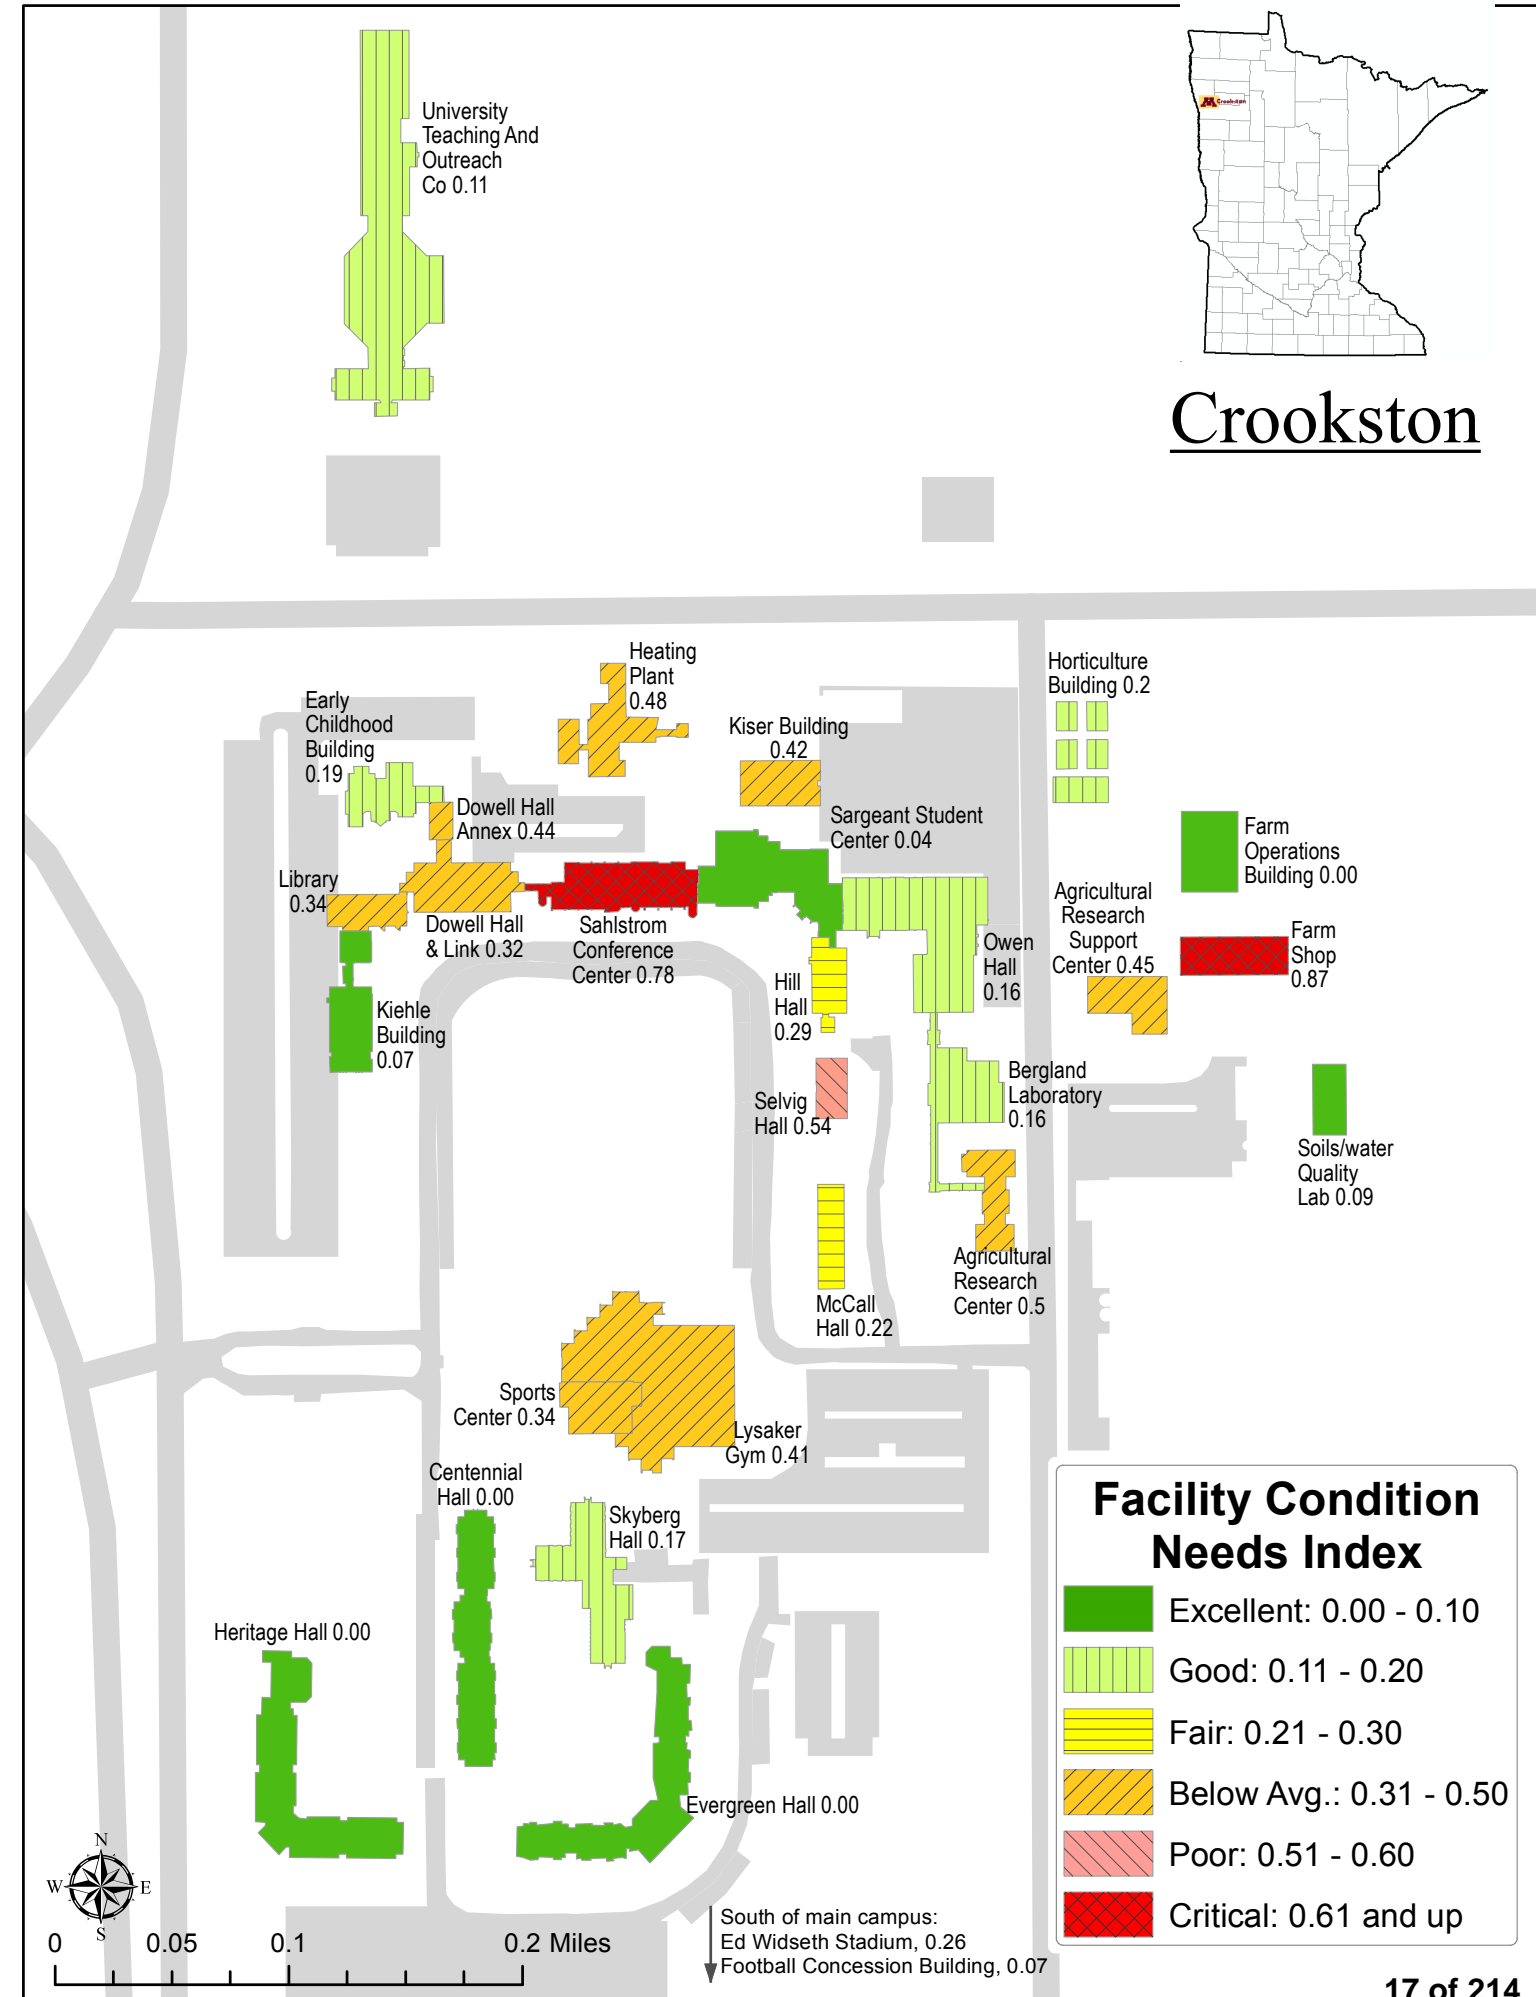 Crookston
Crookston
University
Teaching And
Outreach
Co 0.11
Heating
Plant
0.48
Horticulture
Building 0.2
Early
Childhood
Building
0.19
Kiser Building
0.42
Dowell Hall
Annex 0.44
Sargeant Student
Center 0.04
Farm
Operations
Building 0.00
Library
0.34
Dowell Hall
& Link 0.32
Sahlstrom
Conference
Center 0.78
Agricultural
Research
Support
Center 0.45
Farm
Shop
0.87
Owen
Hall
0.16
Hill
Hall
0.29
Kiehle
Building
0.07
Selvig
Hall 0.54
Bergland
Laboratory
0.16
Soils/water
Quality
Lab 0.09
Agricultural
Research
Center 0.5
McCall
Hall 0.22
Sports
Center 0.34
Lysaker
Gym 0.41
Centennial
Hall 0.00
Skyberg
Hall 0.17
Heritage Hall 0.00
Evergreen Hall 0.00
Facility Condition
Needs Index
Excellent: 0.00 - 0.10
Good: 0.11 - 0.20
Fair: 0.21 - 0.30
Below Avg.: 0.31 - 0.50
Poor: 0.51 - 0.60
Critical: 0.61 and up
N
W E
S
0 0.05 0.1 0.2 Miles
South of main campus:
Ed Widseth Stadium, 0.26
Football Concession Building, 0.07
17 of 214